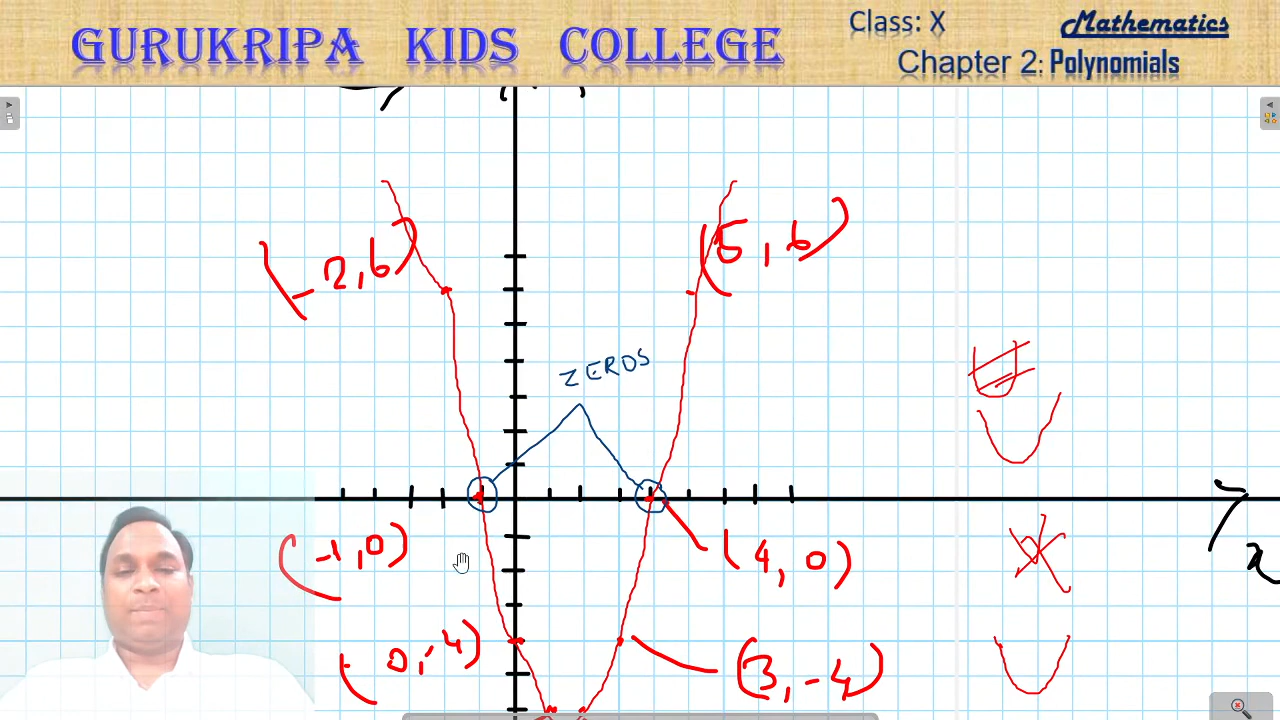 GURUKRIPA KIDS COLLEGE
Class: X
Mathematics
Chapter 2: Polynomials
(-2,6)
(5,6)
ZEROS
(-1,0)
(4,0)
x
(0,-4)
(3,-4)